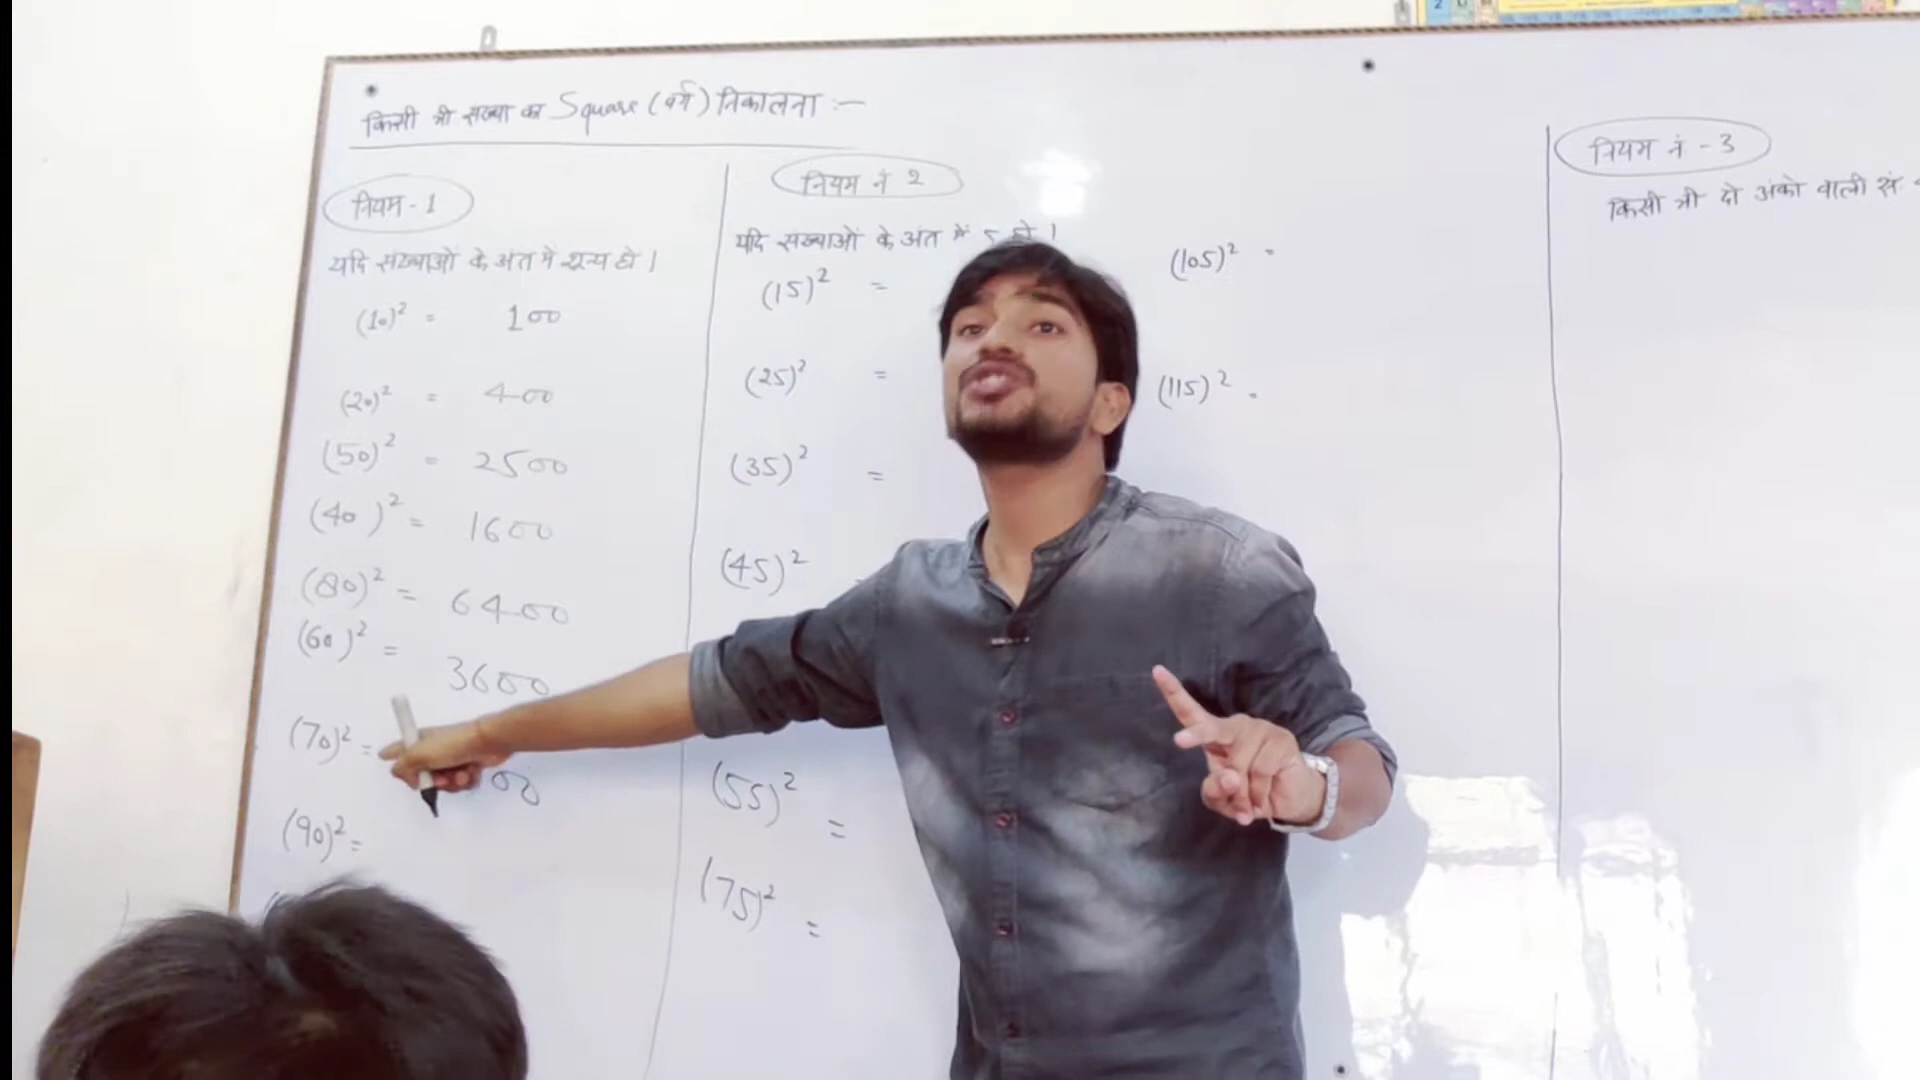 किसी भी संख्या का Square (वर्ग) निकालना :-
नियम - 1
यदि संख्याओं के अंत में शून्य हो ।
(10)² = 100
(20)² = 400
(50)² = 2500
(40)² = 1600
(80)² = 6400
(60)² = 3600
(70)² = 00
(90)² =
नियम नं 2
यदि संख्याओं के अंत में 5 हो ।
(15)² =
(25)² =
(35)² =
(45)²
(55)² =
(75)² =
(105)² =
(115)² =
नियम नं - 3
किसी भी दो अंको वाली सं